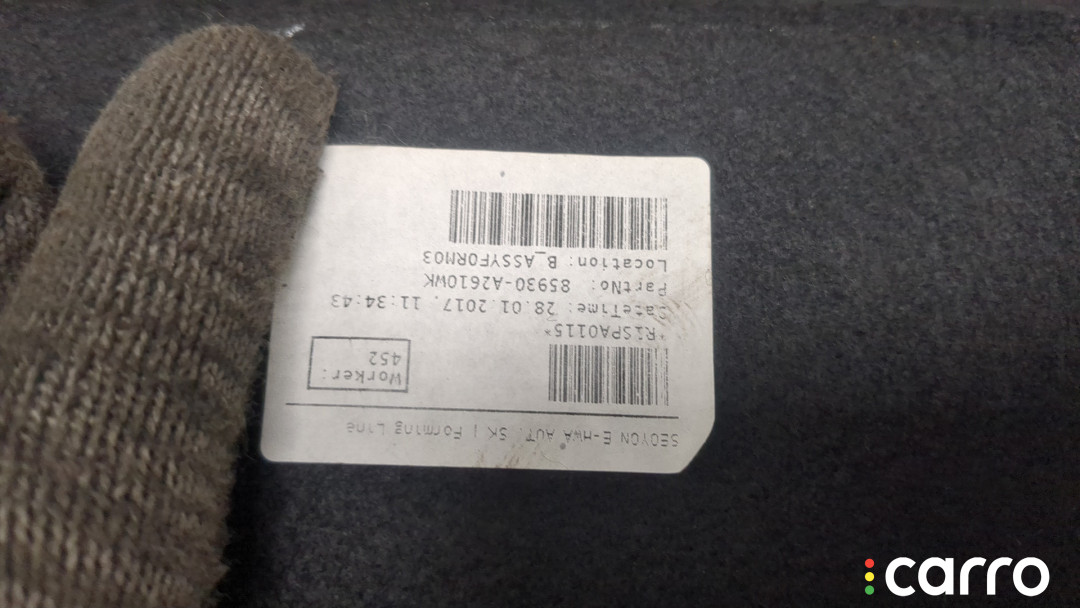 SEOYON E-HWA AUT. SK | Forming Line
*R1SPA0115*
Worker:
452
DateTime: 28.01.2017. 11:34:43
PartNo: 85930-A2610WK
Location: B_ASSYFORM03
carro